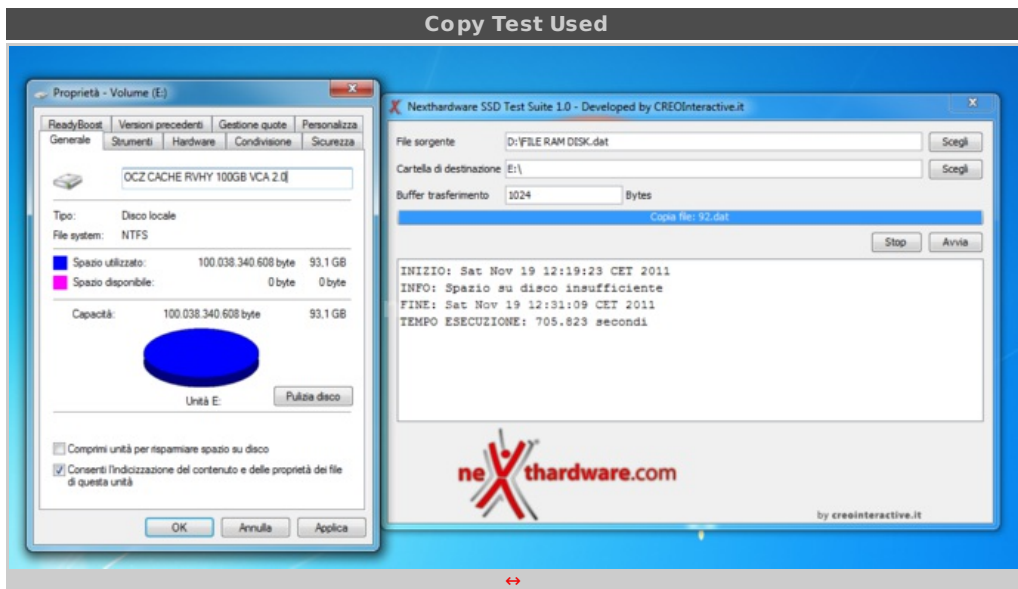 Copy Test Used
Proprietà - Volume (E:)
ReadyBoost Versioni precedenti Gestione quote Personalizza
Generale Strumenti Hardware Condivisione Sicurezza
OCZ CACHE RVHY 100GB VCA 2.0
Tipo: Disco locale
File system: NTFS
Spazio utilizzato: 100.038.340.608 byte 93,1 GB
Spazio disponibile: 0 byte 0 byte
Capacità: 100.038.340.608 byte 93,1 GB
Unità E:
Pulizia disco
Comprimi unità per risparmiare spazio su disco
Consenti l'indicizzazione del contenuto e delle proprietà dei file
di questa unità
OK Annulla Applica
Nexthardware SSD Test Suite 1.0 - Developed by CREOInteractive.it
File sorgente D:\FILE RAM DISK.dat Scegli
Cartella di destinazione E:\ Scegli
Buffer trasferimento 1024 Bytes
Copia file: 92.dat
Stop Avvia
INIZIO: Sat Nov 19 12:19:23 CET 2011
INFO: Spazio su disco insufficiente
FINE: Sat Nov 19 12:31:09 CET 2011
TEMPO ESECUZIONE: 705.823 secondi
neXthardware.com
by creointeractive.it